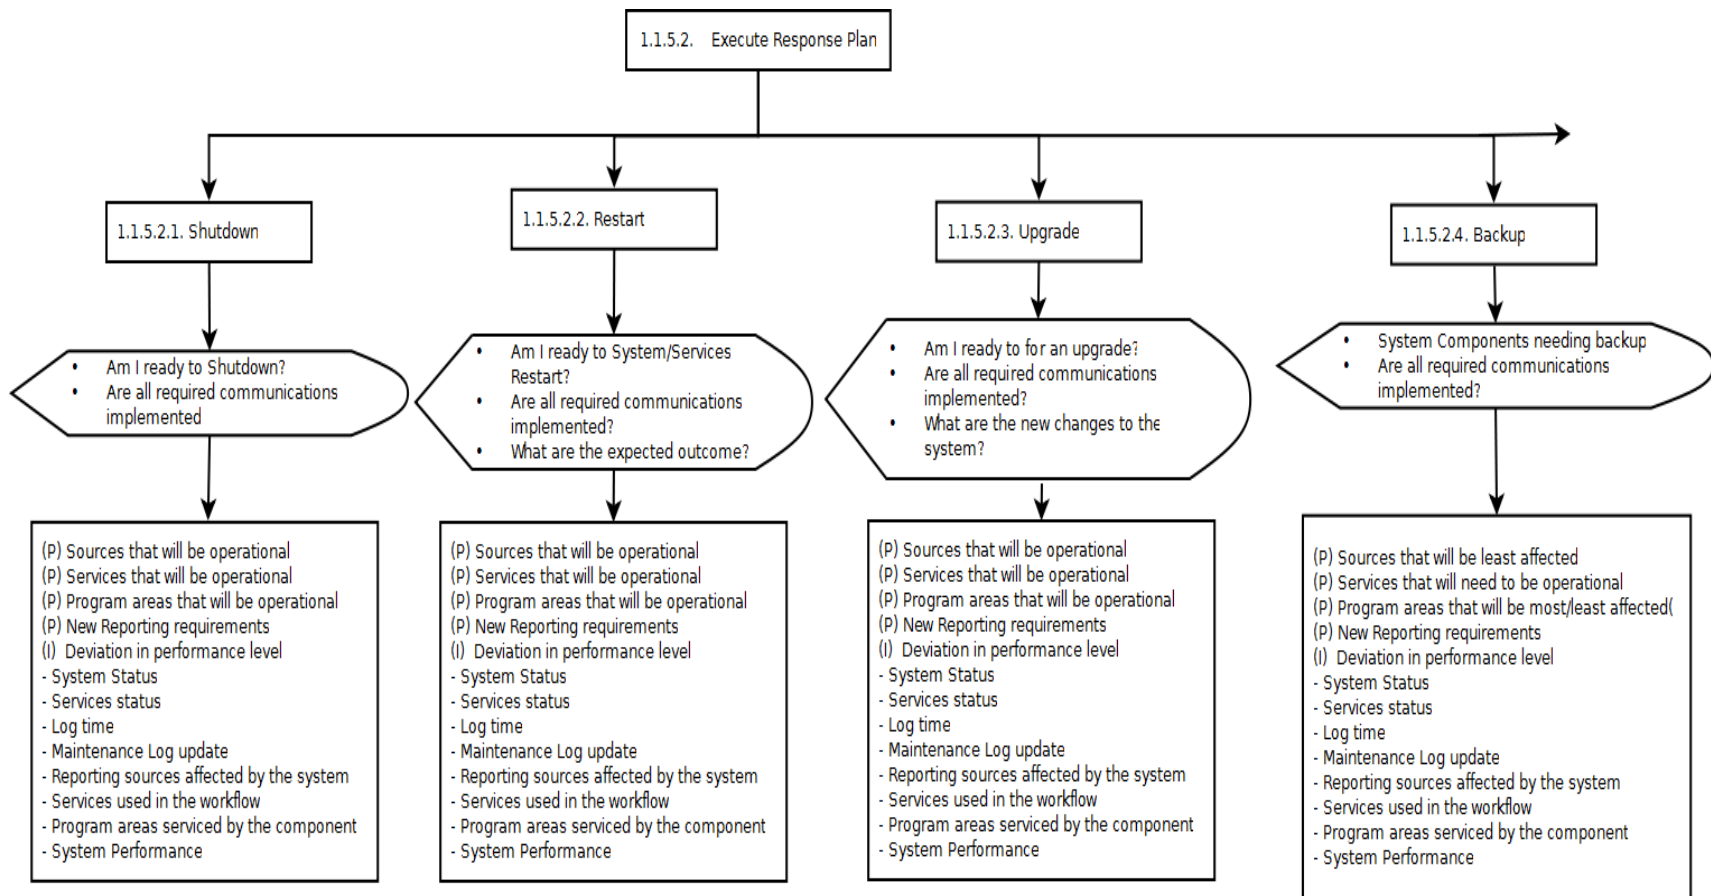 1.1.5.2. Execute Response Plan
1.1.5.2.1. Shutdown
1.1.5.2.2. Restart
1.1.5.2.3. Upgrade
1.1.5.2.4. Backup
• Am I ready to Shutdown?
• Are all required communications
implemented
• Am I ready to System/Services
Restart?
• Are all required communications
implemented?
• What are the expected outcome?
• Am I ready to for an upgrade?
• Are all required communications
implemented?
• What are the new changes to the
system?
• System Components needing backup
• Are all required communications
implemented?
(P) Sources that will be operational
(P) Services that will be operational
(P) Program areas that will be operational
(P) New Reporting requirements
(I) Deviation in performance level
- System Status
- Services status
- Log time
- Maintenance Log update
- Reporting sources affected by the system
- Services used in the workflow
- Program areas serviced by the component
- System Performance
(P) Sources that will be operational
(P) Services that will be operational
(P) Program areas that will be operational
(P) New Reporting requirements
(I) Deviation in performance level
- System Status
- Services status
- Log time
- Maintenance Log update
- Reporting sources affected by the system
- Services used in the workflow
- Program areas serviced by the component
- System Performance
(P) Sources that will be operational
(P) Services that will be operational
(P) Program areas that will be operational
(P) New Reporting requirements
(I) Deviation in performance level
- System Status
- Services status
- Log time
- Maintenance Log update
- Reporting sources affected by the system
- Services used in the workflow
- Program areas serviced by the component
- System Performance
(P) Sources that will be least affected
(P) Services that will need to be operational
(P) Program areas that will be most/least affected(
(P) New Reporting requirements
(I) Deviation in performance level
- System Status
- Services status
- Log time
- Maintenance Log update
- Reporting sources affected by the system
- Services used in the workflow
- Program areas serviced by the component
- System Performance